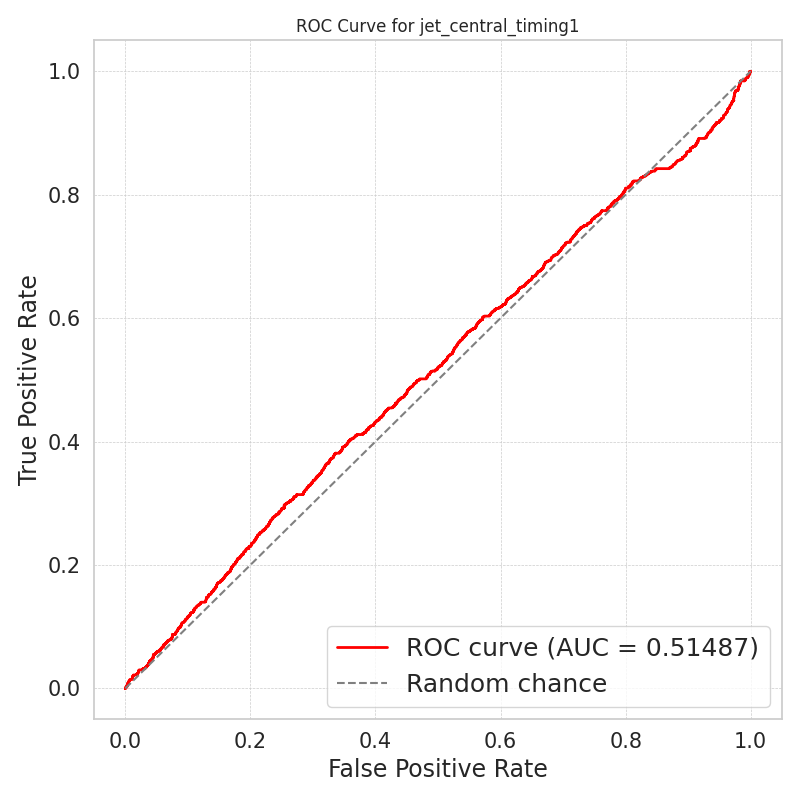 ROC Curve for jet_central_timing1
1.0
0.8
0.6
0.4
0.2
0.0
True Positive Rate
ROC curve (AUC = 0.51487)
Random chance
0.0 0.2 0.4 0.6 0.8 1.0
False Positive Rate